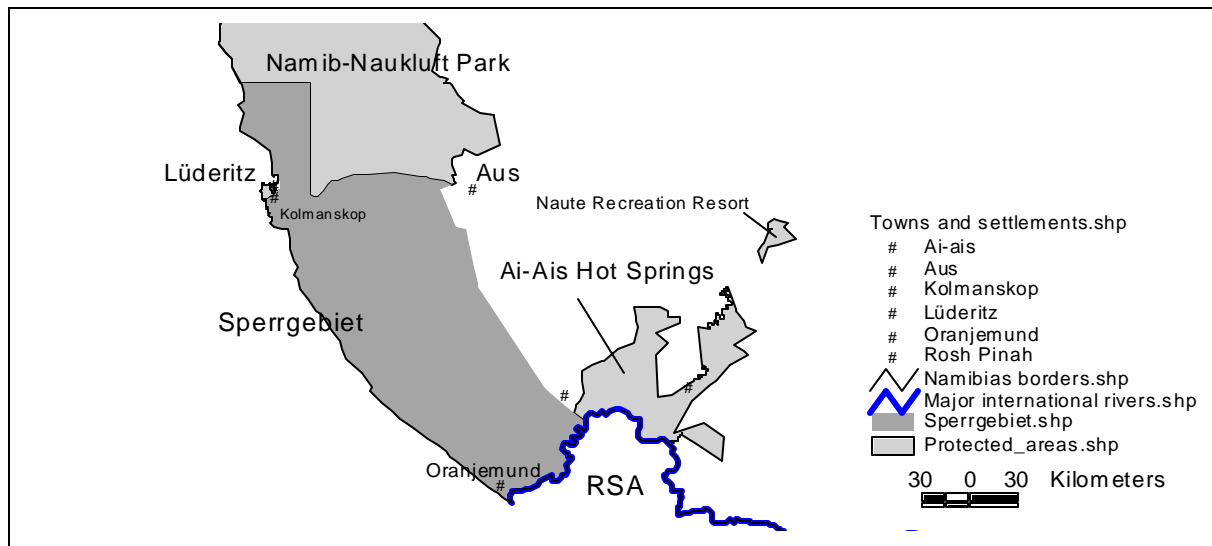 Namib-Naukluft Park
Lüderitz
#
Aus
#
Kolmanskop
Naute Recreation Resort
Ai-Ais Hot Springs
Sperrgebiet
#
#
Oranjemund
#
RSA
Towns and settlements.shp
# Ai-ais
# Aus
# Kolmanskop
# Lüderitz
# Oranjemund
# Rosh Pinah
Namibias borders.shp
Major international rivers.shp
Sperrgebiet.shp
Protected_areas.shp
30 0 30 Kilometers